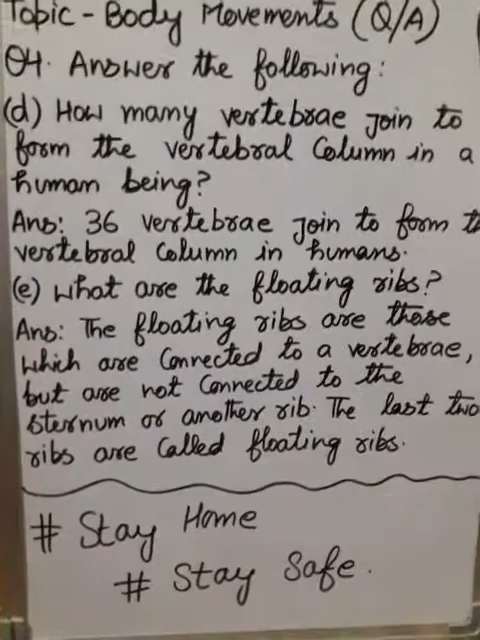 Topic - Body Movements (Q/A)
Q4. Answer the following:
(d) How many vertebrae join to
form the vertebral column in a
human being?
Ans: 36 vertebrae join to form
vertebral column in humans.
(e) What are the floating ribs?
Ans: The floating ribs are those
which are connected to a vertebrae,
but are not connected to the
sternum or another rib. The last two
ribs are called floating ribs.
# Stay Home
# Stay Safe.